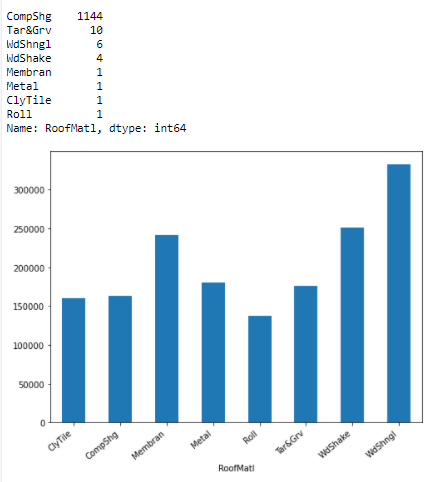 CompShg 1144
Tar&Grv 10
WdShngl 6
WdShake 4
Membran 1
Metal 1
ClyTile 1
Roll 1
Name: RoofMatl, dtype: int64
300000
250000
200000
150000
100000
50000
0
ClyTile CompShg Membran Metal Roll Tar&Grv WdShake WdShngl
RoofMatl